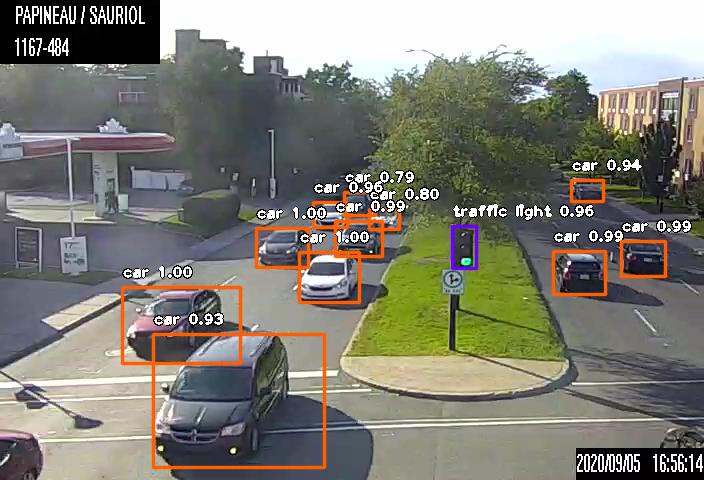 PAPINEAU / SAURIOL
1167-484
car 0.79
car 0.96
car 0.80
car 0.99
car 1.00
car 1.00
car 1.00
car 0.93
traffic light 0.96
car 0.94
car 0.99
car 0.99
2020/09/05 16:56:14